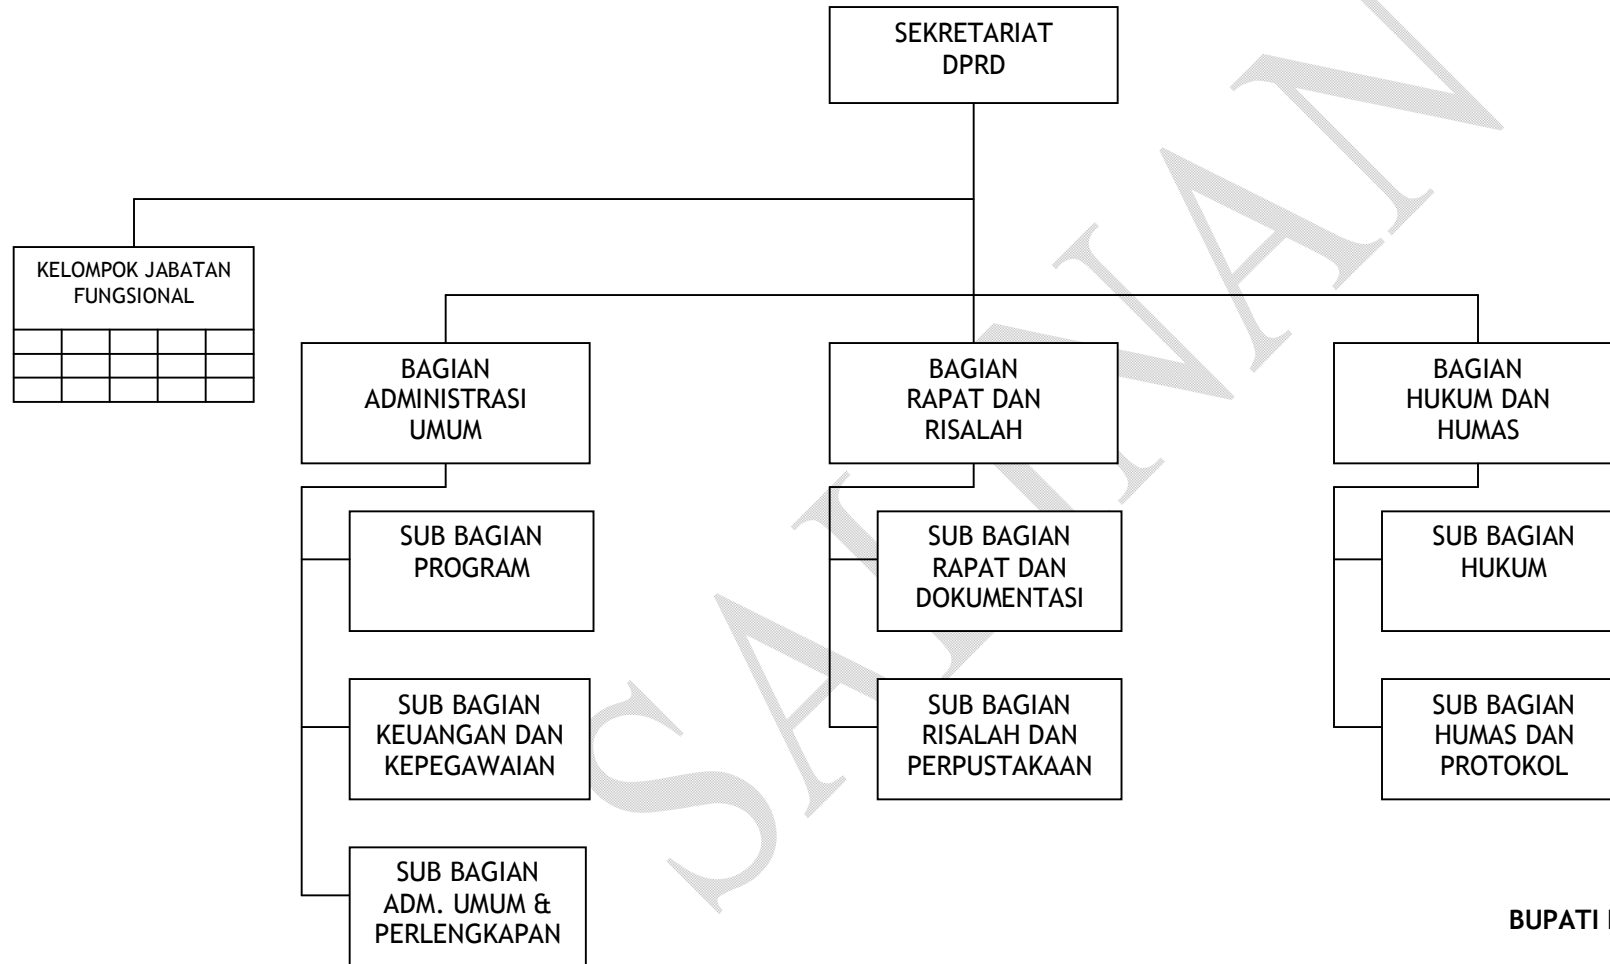 SEKRETARIAT
DPRD
KELOMPOK JABATAN
FUNGSIONAL
BAGIAN
ADMINISTRASI
UMUM
BAGIAN
RAPAT DAN
RISALAH
BAGIAN
HUKUM DAN
HUMAS
SUB BAGIAN
PROGRAM
SUB BAGIAN
RAPAT DAN
DOKUMENTASI
SUB BAGIAN
HUKUM
SUB BAGIAN
KEUANGAN DAN
KEPEGAWAIAN
SUB BAGIAN
RISALAH DAN
PERPUSTAKAAN
SUB BAGIAN
HUMAS DAN
PROTOKOL
SUB BAGIAN
ADM. UMUM &
PERLENGKAPAN
BUPATI
SALINAN